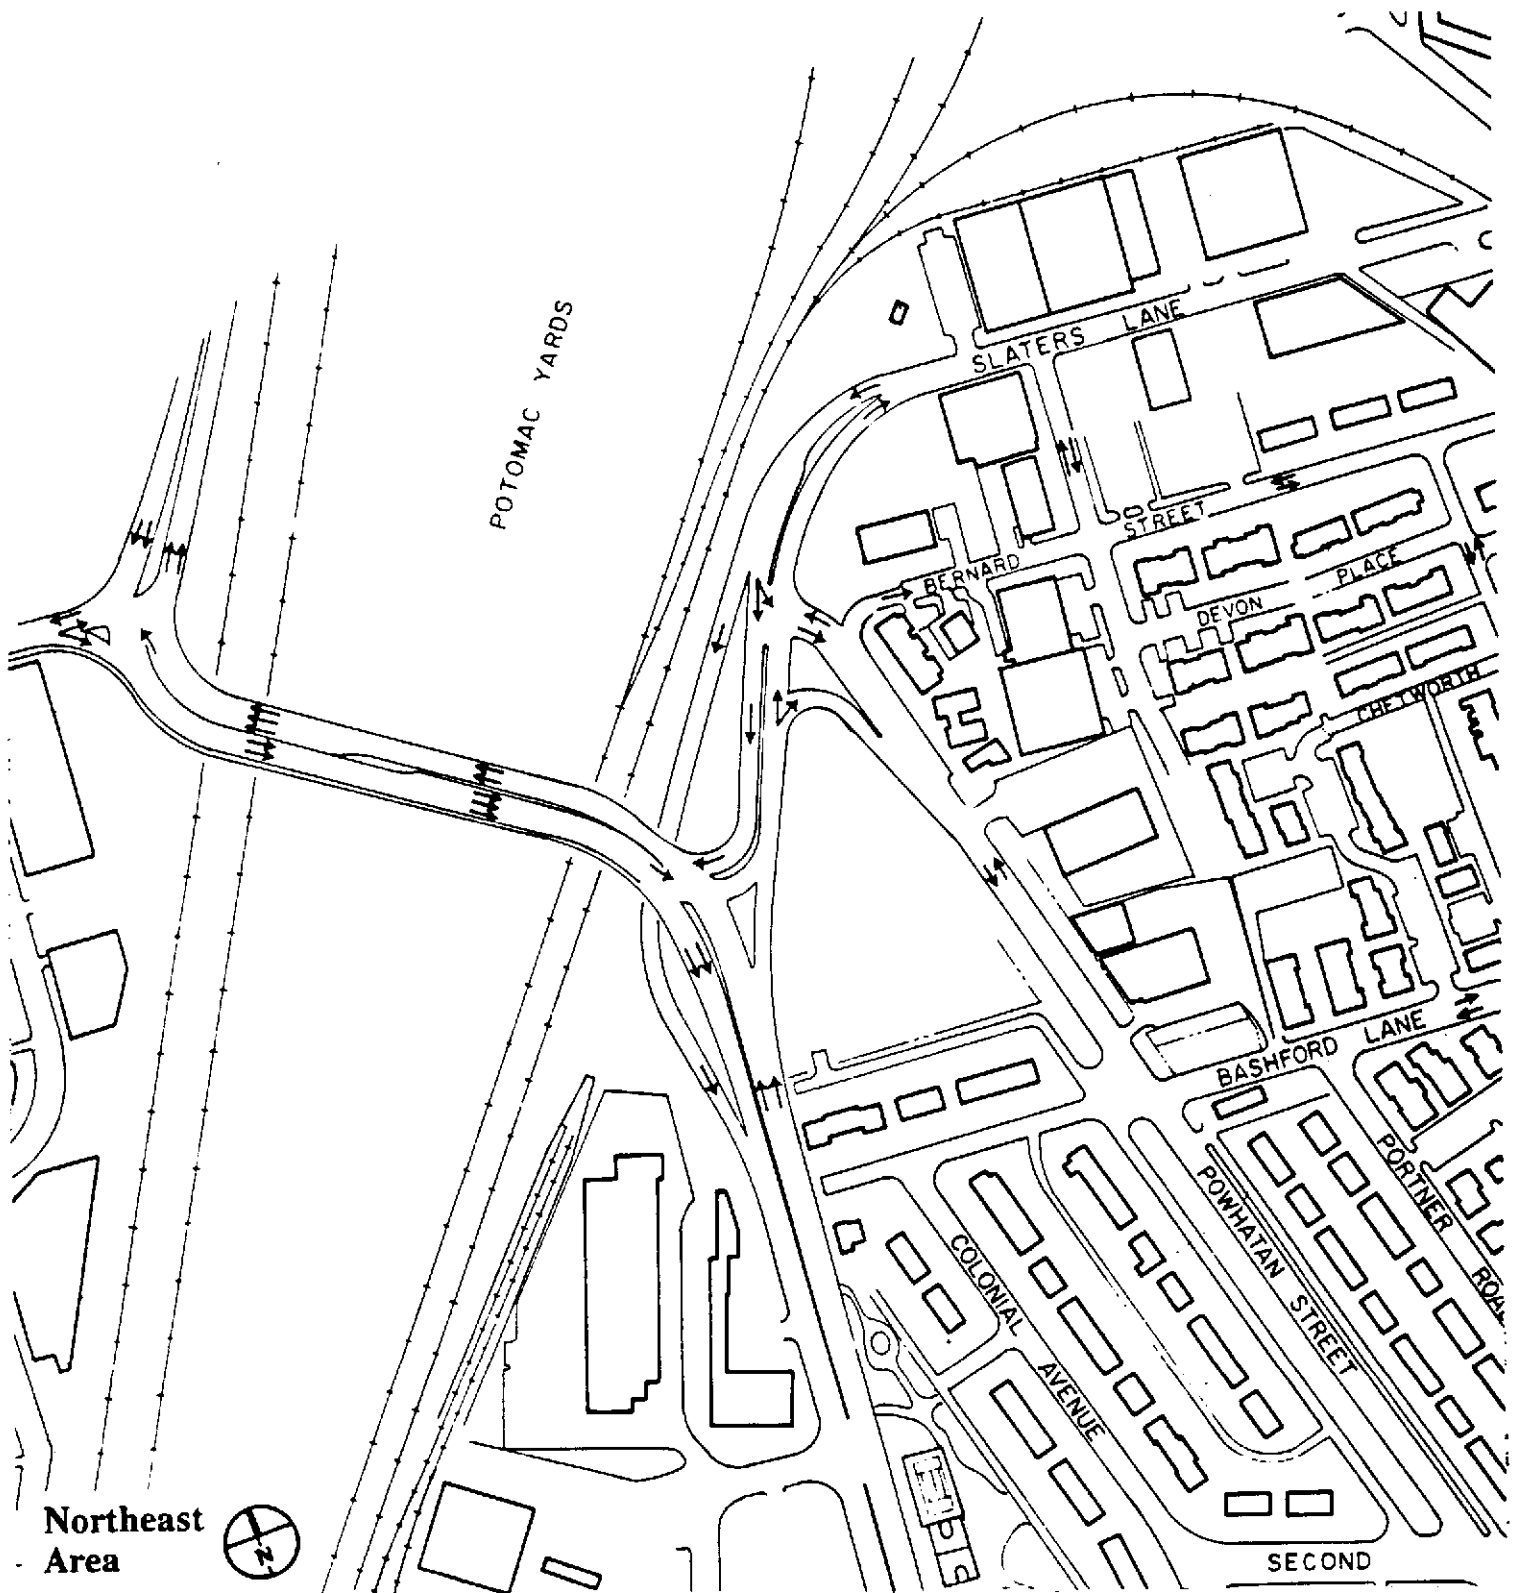 POTOMAC YARDS
SLATERS LANE
BERNARD STREET
DEVON PLACE
CHETWORTH
BASHFORD LANE
PORTNER ROAD
POWHATAN STREET
COLONIAL AVENUE
SECOND
Northeast
Area
N